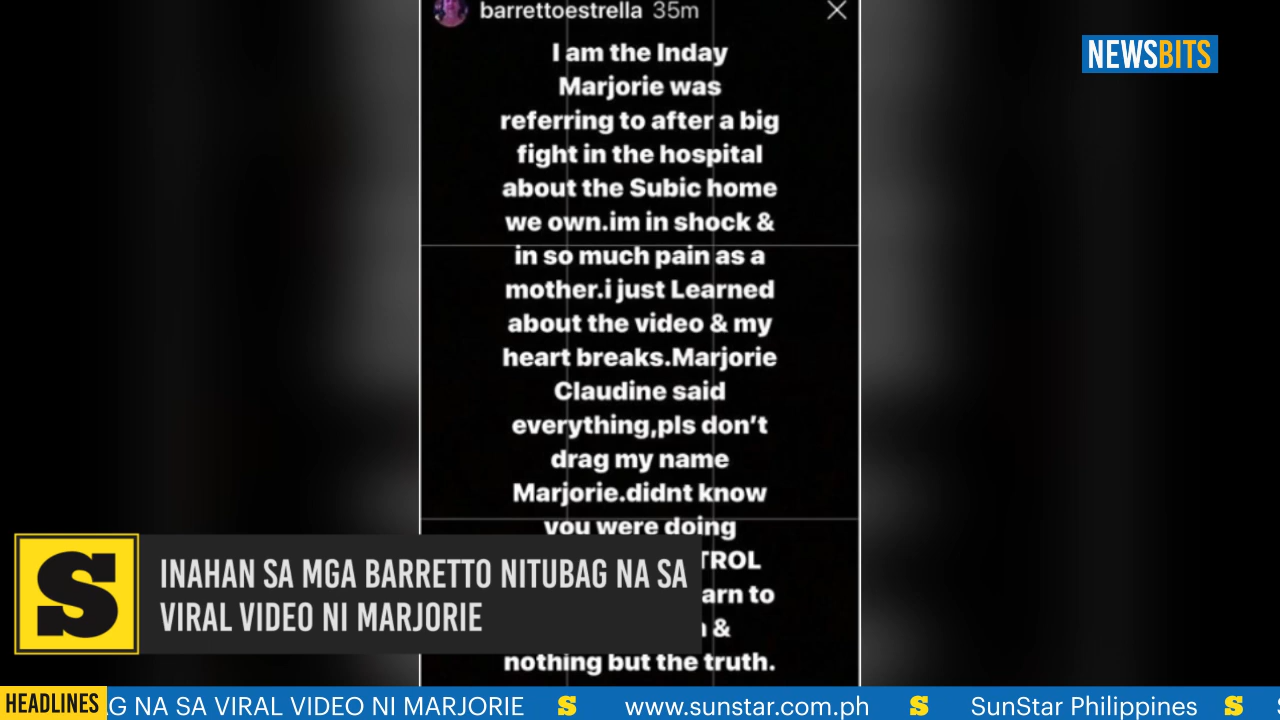 barrettoestrella 35m
NEWSBITS
I am the Inday
Marjorie was
referring to after a big
fight in the hospital
about the Subic home
we own.im in shock &
in so much pain as a
mother.i just Learned
about the video & my
heart breaks.Marjorie
Claudine said
everything,pls don't
drag my name
Marjorie.didnt know
you were doing
TROL
arn to
&
nothing but the truth.
S
INAHAN SA MGA BARRETTO NITUBAG NA SA
VIRAL VIDEO NI MARJORIE
HEADLINES
G NA SA VIRAL VIDEO NI MARJORIE S www.sunstar.com.ph S SunStar Philippines S